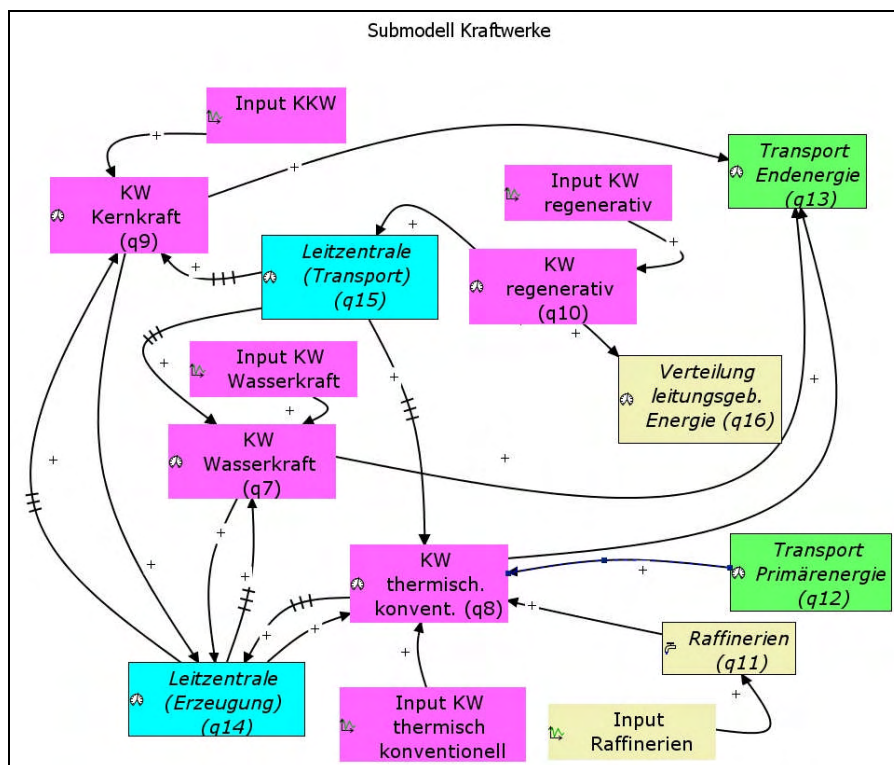 Submodell Kraftwerke
Input KKW
+
+
Transport
Endenergie
(q13)
KW
Kernkraft
(q9)
Input KW
regenerativ
+
+
+
Leitzentrale
(Transport)
(q15)
KW
regenerativ
(q10)
+
+
Input KW
Wasserkraft
+
+
Verteilung
leitungsgeb.
Energie (q16)
+
+
KW
Wasserkraft
(q7)
+
+
+
+
+
+
KW
thermisch.
konvent. (q8)
Transport
Primärenergie
(q12)
+
+
+
+
+
Raffinerien
(q11)
Leitzentrale
(Erzeugung)
(q14)
Input KW
thermisch
konventionell
Input
Raffinerien
+